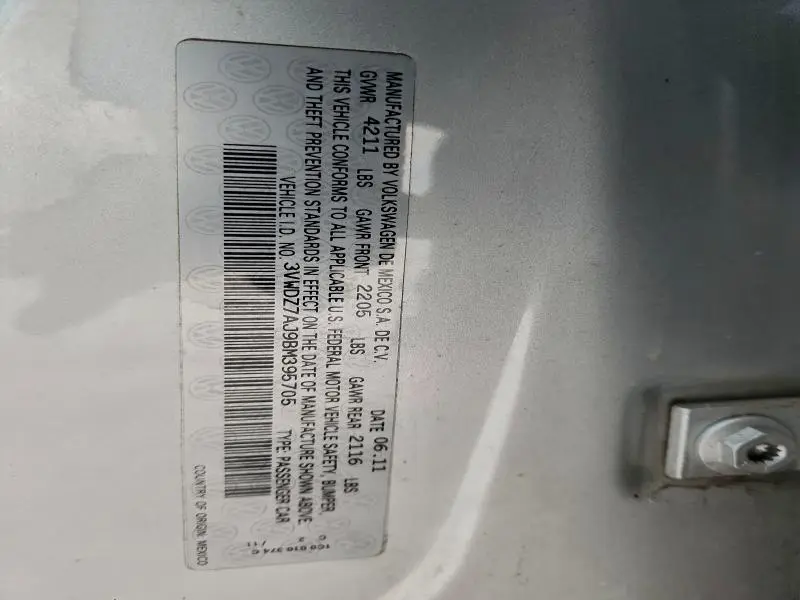 MANUFACTURED BY VOLKSWAGEN DE MEXICO S.A. DE C.V. DATE 06.11
GVWR 4211 LBS GAWR FRONT 2205 LBS GAWR REAR 2116 LBS
THIS VEHICLE CONFORMS TO ALL APPLICABLE U.S. FEDERAL MOTOR VEHICLE SAFETY, BUMPER,
AND THEFT PREVENTION STANDARDS IN EFFECT ON THE DATE OF MANUFACTURE SHOWN ABOVE.
VEHICLE I.D. NO. 3VWDZ7AJ9BM395705 TYPE: PASSENGER CAR
COUNTRY OF ORIGIN: MEXICO